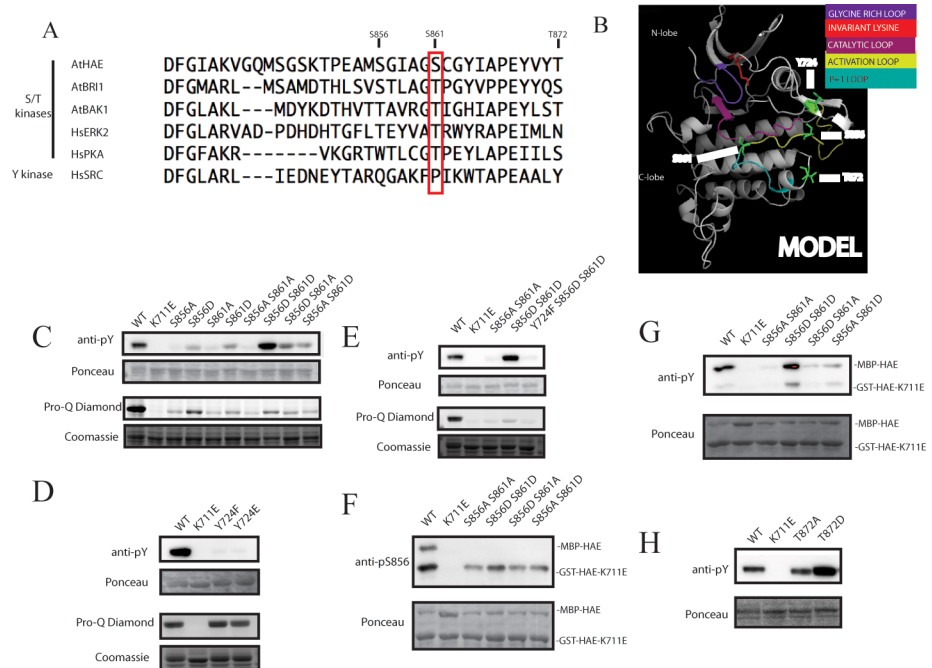 A
S856 S861 T872
AtHAE DFGIAKVGQMSGSKTPEAMSGIAGSCGYIAPEYVYT
S/T kinases
AtBRI1 DFGMARL--MSAMDTHLSVSTLAGTPGYVPPEYYQS
AtBAK1 DFGLAKL---MDYKDTHVTTAVRGTIGHIAPEYLST
HsERK2 DFGLARVAD-PDHDHTGFLTEYVATRWYRAPEIMLN
HsPKA DFGFAKR-------VKGRTWTLCGTPEYLAPEIILS
Y kinase HsSRC DFGLARL---IEDNEYTARQGAKFPIKWTAPEAALY
B
N-lobe
GLYCINE RICH LOOP
INVARIANT LYSINE
CATALYTIC LOOP
ACTIVATION LOOP
P+1 LOOP
Y724
T872
C-lobe
MODEL
C
WT K711E S856A S856D S861A S861D S856A S861A S856D S861D S856D S861A S856A S861D
anti-pY
Ponceau
Pro-Q Diamond
Coomassie
D
WT K711E Y724F Y724E
anti-pY
Ponceau
Pro-Q Diamond
Coomassie
E
WT K711E S856A S861A S856D S861D Y724F S856D S861D
anti-pY
Ponceau
Pro-Q Diamond
Coomassie
F
WT K711E S856A S861A S856D S861D S856D S861A S856A S861D
anti-pS856
-MBP-HAE
-GST-HAE-K711E
Ponceau
-MBP-HAE
-GST-HAE-K711E
G
WT K711E S856A S861A S856D S861D S856D S861A S856A S861D
anti-pY
-MBP-HAE
-GST-HAE-K711E
Ponceau
-MBP-HAE
-GST-HAE-K711E
H
WT K711E T872A T872D
anti-pY
Ponceau